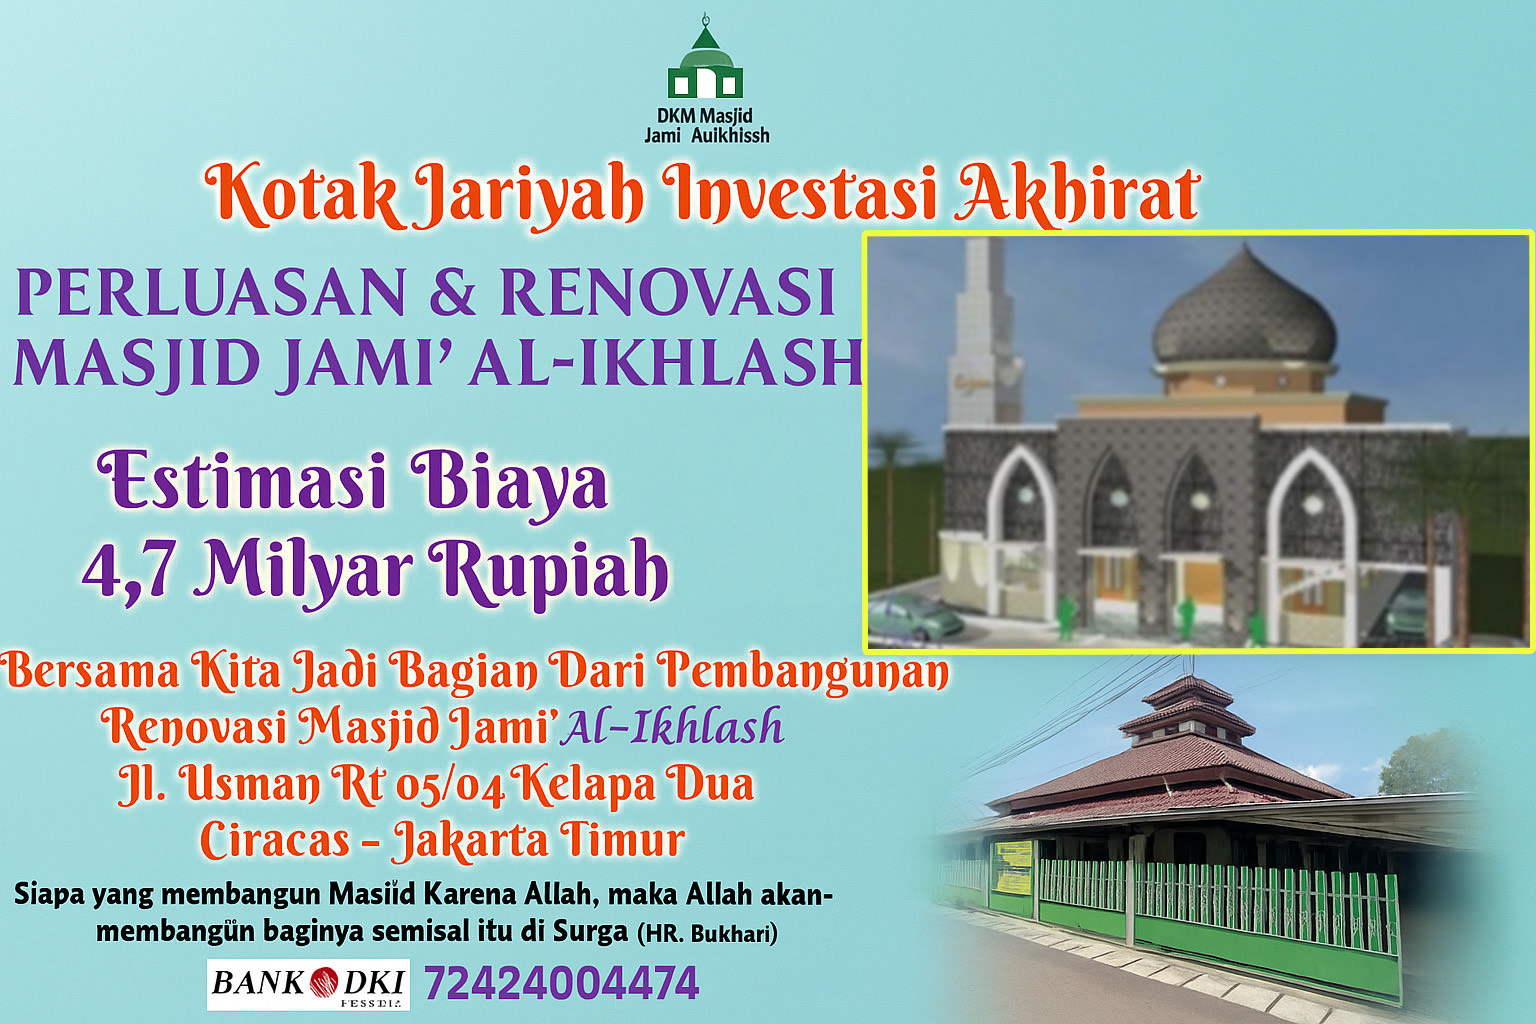 DKM Masjid
Jami Auikhissh
Kotak Jariyah Investasi Akhirat
PERLUASAN & RENOVASI
MASJID JAMI’ AL-IKHLASH
Estimasi Biaya
4,7 Milyar Rupiah
Bersama Kita Jadi Bagian Dari Pembangunan
Renovasi Masjid Jami’ Al-Ikhlash
Jl. Usman Rt 05/04 Kelapa Dua
Ciracas – Jakarta Timur
Siapa yang membangun Masjid Karena Allah, maka Allah akan-
membangün baginya semisal itu di Surga (HR. Bukhari)
BANK DKI
72424004474